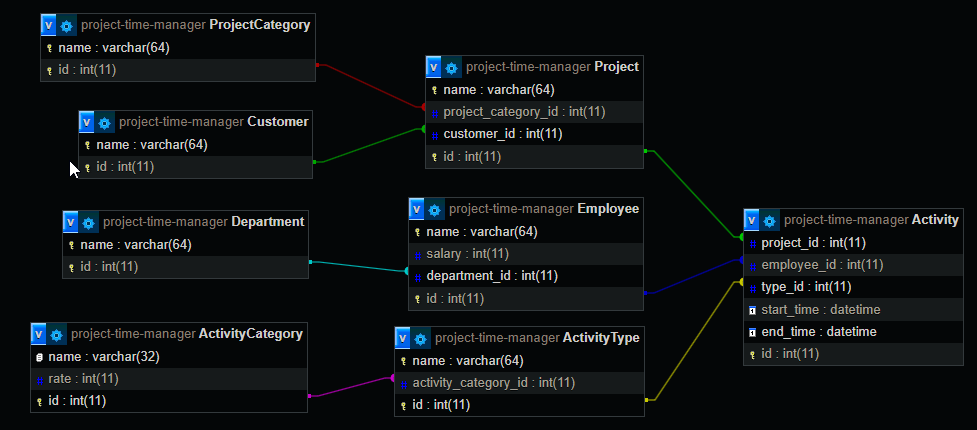 project-time-manager ProjectCategory
name : varchar(64)
id : int(11)
project-time-manager Customer
name : varchar(64)
id : int(11)
project-time-manager Department
name : varchar(64)
id : int(11)
project-time-manager ActivityCategory
name : varchar(32)
rate : int(11)
id : int(11)
project-time-manager Project
name : varchar(64)
project_category_id : int(11)
customer_id : int(11)
id : int(11)
project-time-manager Employee
name : varchar(64)
salary : int(11)
department_id : int(11)
id : int(11)
project-time-manager ActivityType
name : varchar(64)
activity_category_id : int(11)
id : int(11)
project-time-manager Activity
project_id : int(11)
employee_id : int(11)
type_id : int(11)
start_time : datetime
end_time : datetime
id : int(11)